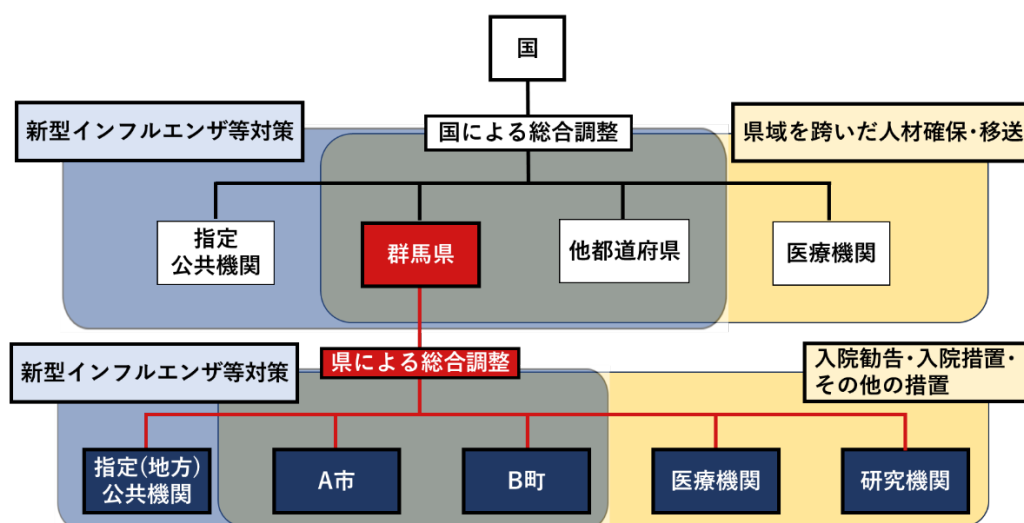 国
新型インフルエンザ等対策
国による総合調整
県域を跨いだ人材確保・移送
指定
公共機関
群馬県
他都道府県
医療機関
新型インフルエンザ等対策
県による総合調整
入院勧告・入院措置・
その他の措置
指定(地方)
公共機関
A市
B町
医療機関
研究機関